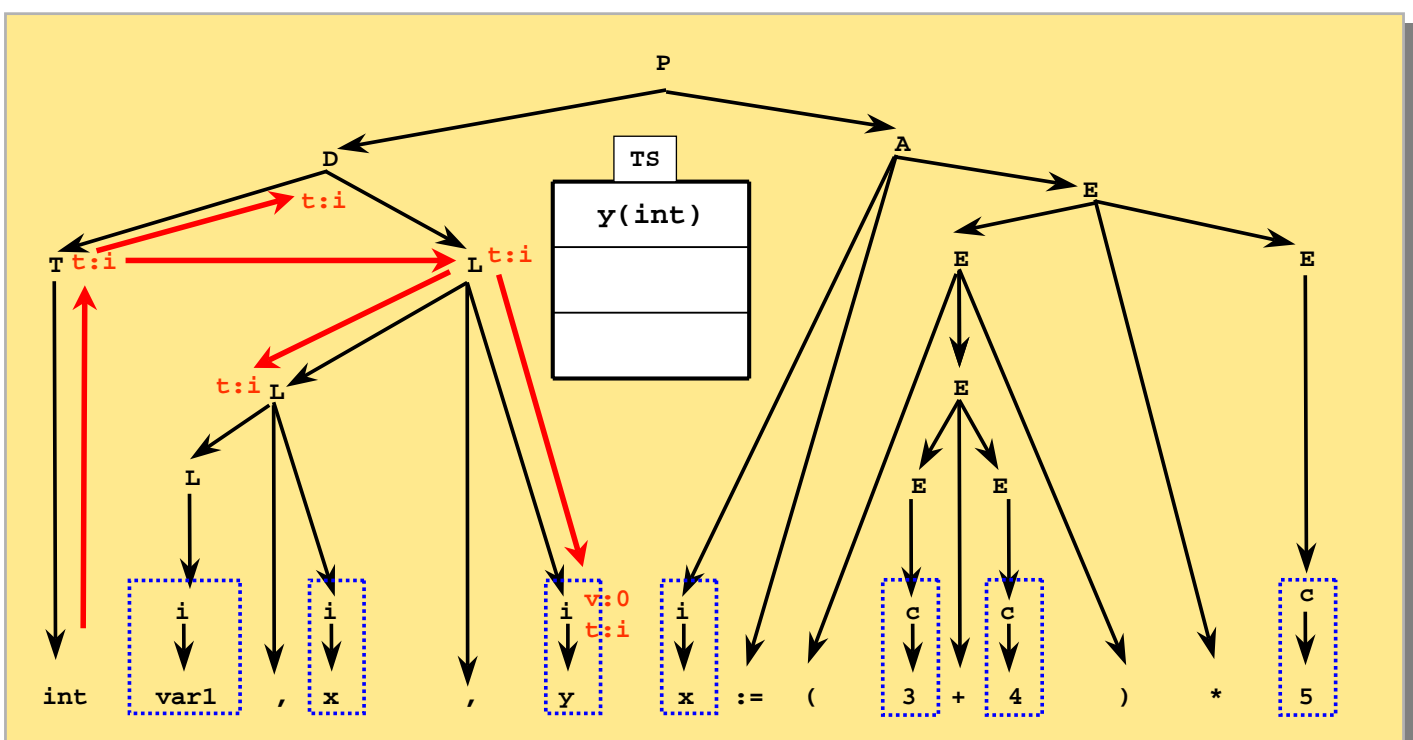 P
D
TS
A
t:i
E
y(int)
T t:i
L t:i
E
E
t:i L
E
L
E
E
i
i
i
v:0
t:i
i
c
c
c
int
var1
,
x
,
y
x
:=
(
3
+
4
)
*
5